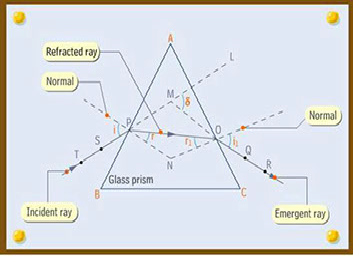 A
Refracted ray
L
Normal
M
δ
Normal
i
P
r
r₁
O
i₁
S
T
Q
R
N
Glass prism
B
C
Incident ray
Emergent ray